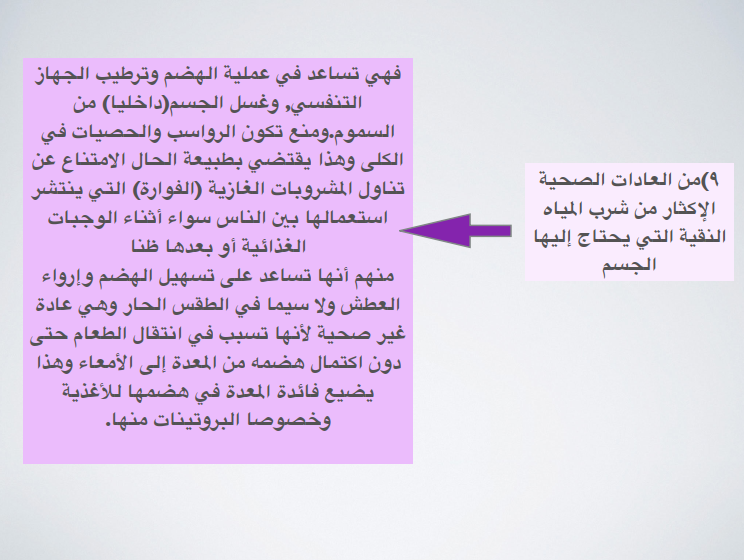 ٩)من العادات الصحية
الإكثار من شرب المياه
النقية التي يحتاج إليها
الجسم
فهي تساعد في عملية الهضم وترطيب الجهاز
التنفسي, وغسل الجسم(داخليا) من
السموم.ومنع تكون الرواسب والحصيات في
الكلى وهذا يقتضي بطبيعة الحال الامتناع عن
تناول المشروبات الغازية (الفوارة) التي ينتشر
استعمالها بين الناس سواء أثناء الوجبات
الغذائية أو بعدها ظنا
منهم أنها تساعد على تسهيل الهضم وإرواء
العطش ولا سيما في الطقس الحار وهي عادة
غير صحية لأنها تسبب في انتقال الطعام حتى
دون اكتمال هضمه من المعدة إلى الأمعاء وهذا
يضيع فائدة المعدة في هضمها للأغذية
وخصوصا البروتينات منها.